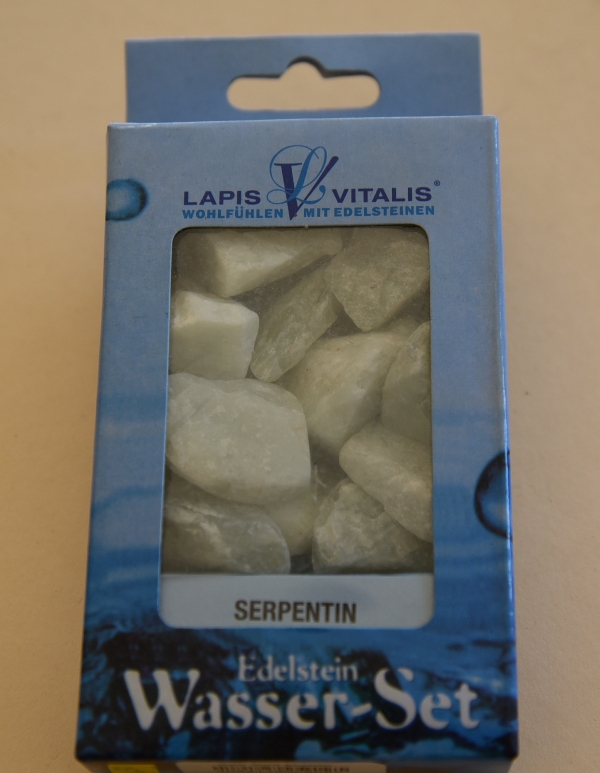 LAPIS VITALIS®
WOHLFÜHLEN MIT EDELSTEINEN
SERPENTIN
Edelstein
Wasser-Set